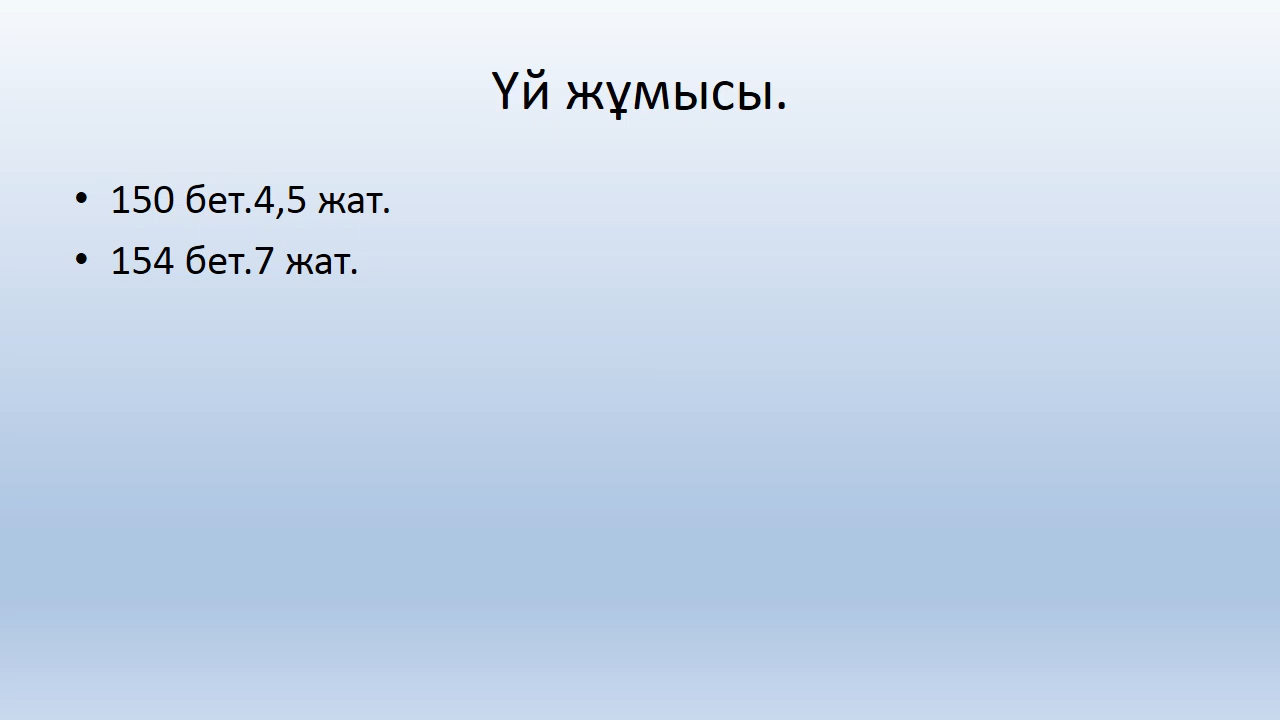 Үй жұмысы.
• 150 бет.4,5 жат.
• 154 бет.7 жат.